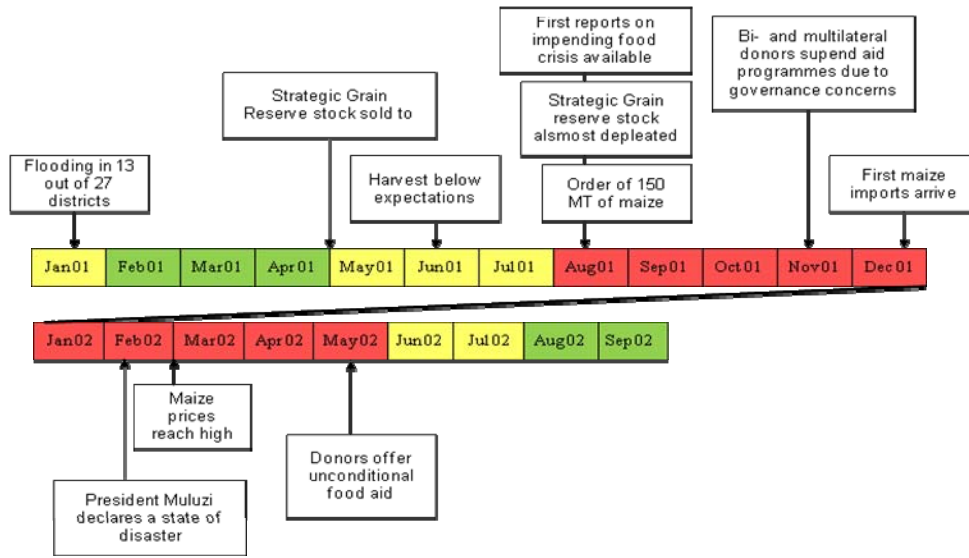 First reports on
impending food
crisis available
Bi- and multilateral
donors supend aid
programmes due to
governance concerns
Strategic Grain
Reserve stock sold to
Strategic Grain
reserve stock
alsmost depleated
Flooding in 13
out of 27
districts
Harvest below
expectations
Order of 150
MT of maize
First maize
imports arrive
Jan01 Feb01 Mar01 Apr01 May01 Jun01 Jul01 Aug01 Sep01 Oct01 Nov01 Dec01
Jan02 Feb02 Mar02 Apr02 May02 Jun02 Jul02 Aug02 Sep02
Maize
prices
reach high
Donors offer
unconditional
food aid
President Muluzi
declares a state of
disaster